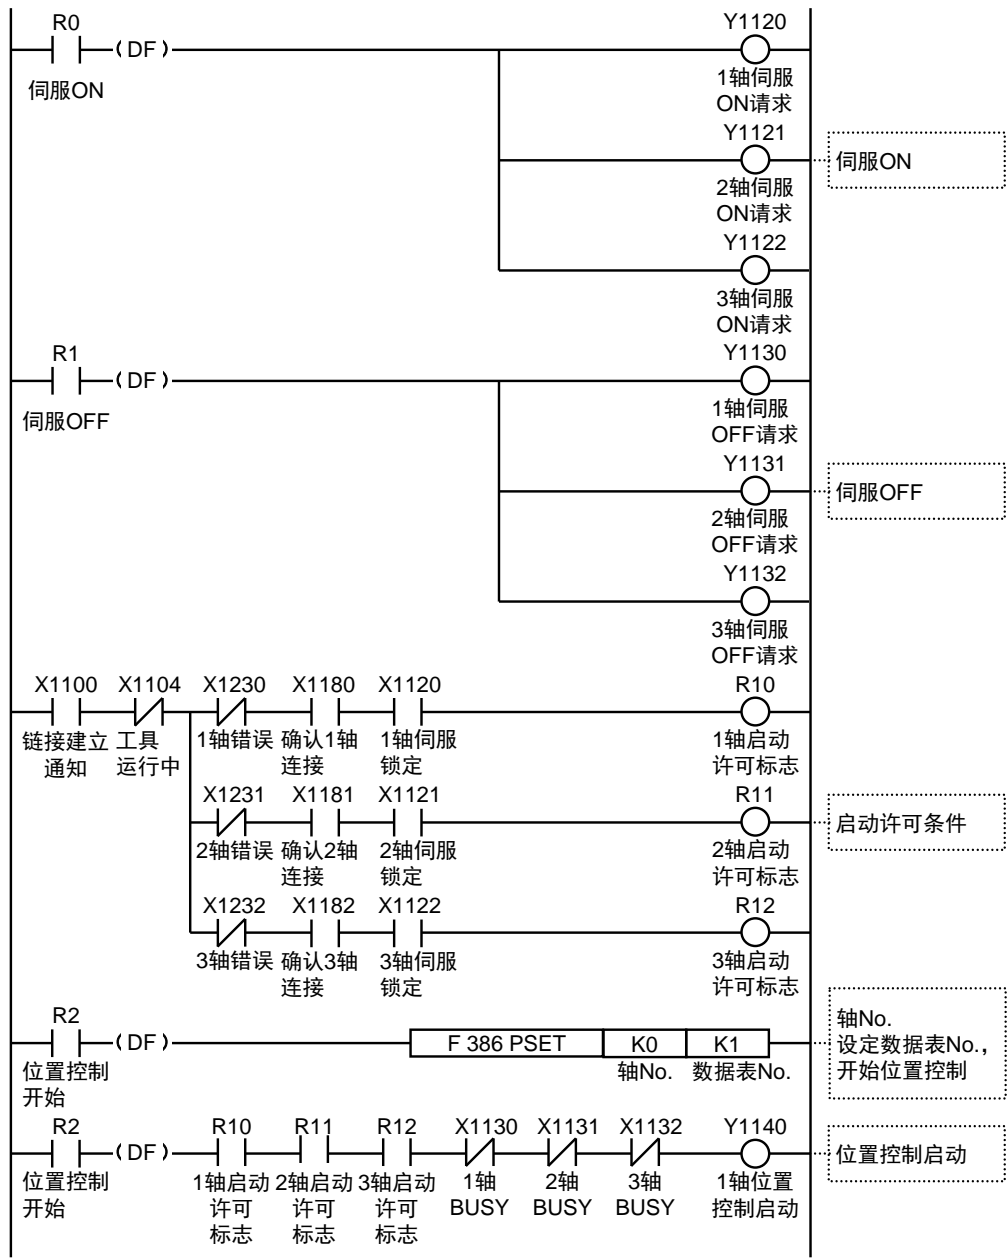 R0
Y1120
( DF )
伺服ON
1轴伺服
ON请求
Y1121
伺服ON
2轴伺服
ON请求
Y1122
3轴伺服
ON请求
R1
Y1130
( DF )
伺服OFF
1轴伺服
OFF请求
Y1131
伺服OFF
2轴伺服
OFF请求
Y1132
3轴伺服
OFF请求
X1100 X1104 X1230 X1180 X1120 R10
链接建立
通知
工具
运行中
1轴错误
确认1轴
连接
1轴伺服
锁定
1轴启动
许可标志
X1231 X1181 X1121 R11
启动许可条件
2轴错误
确认2轴
连接
2轴伺服
锁定
2轴启动
许可标志
X1232 X1182 X1122 R12
3轴错误
确认3轴
连接
3轴伺服
锁定
3轴启动
许可标志
R2
( DF )
F 386 PSET K0 K1
轴No. 数据表No.
轴No.
设定数据表No.,
开始位置控制
位置控制
开始
R2 R10 R11 R12 X1130 X1131 X1132 Y1140
( DF )
位置控制启动
位置控制
开始
1轴启动
许可
标志
2轴启动
许可
标志
3轴启动
许可
标志
1轴
BUSY
2轴
BUSY
3轴
BUSY
1轴位置
控制启动